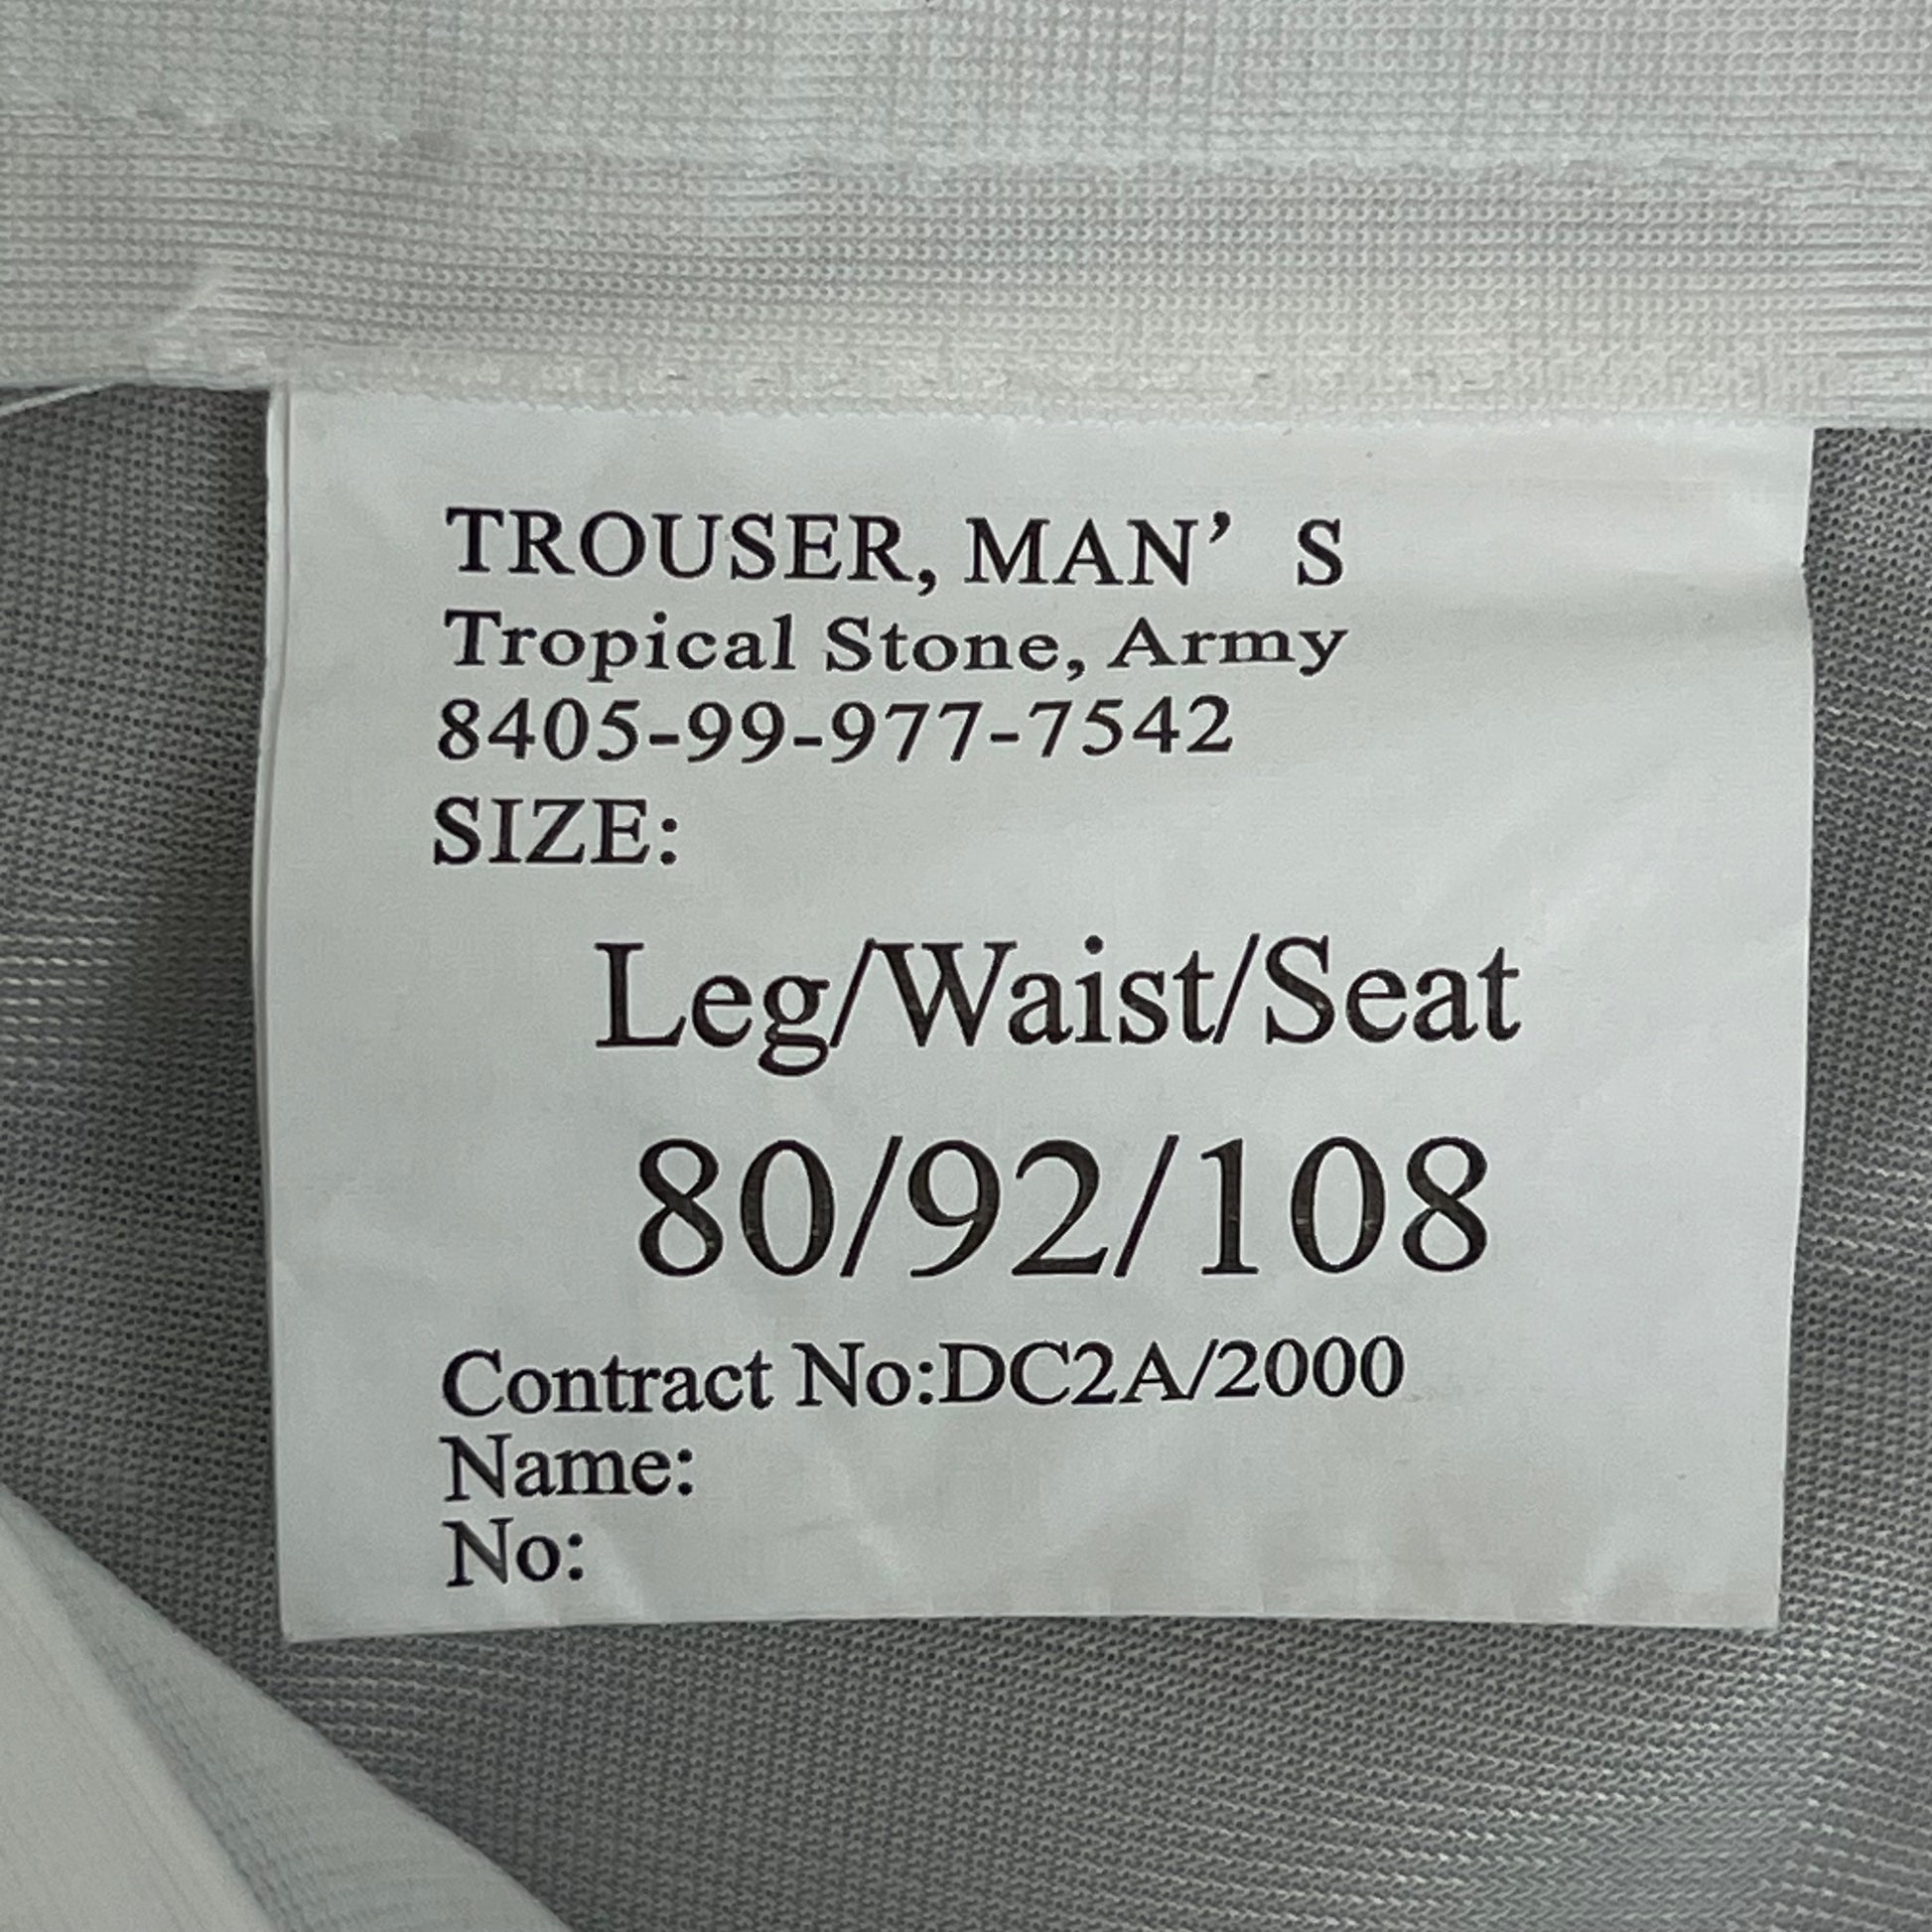 TROUSER, MAN’ S
Tropical Stone, Army
8405-99-977-7542
SIZE:
Leg/Waist/Seat
80/92/108
Contract No:DC2A/2000
Name:
No: